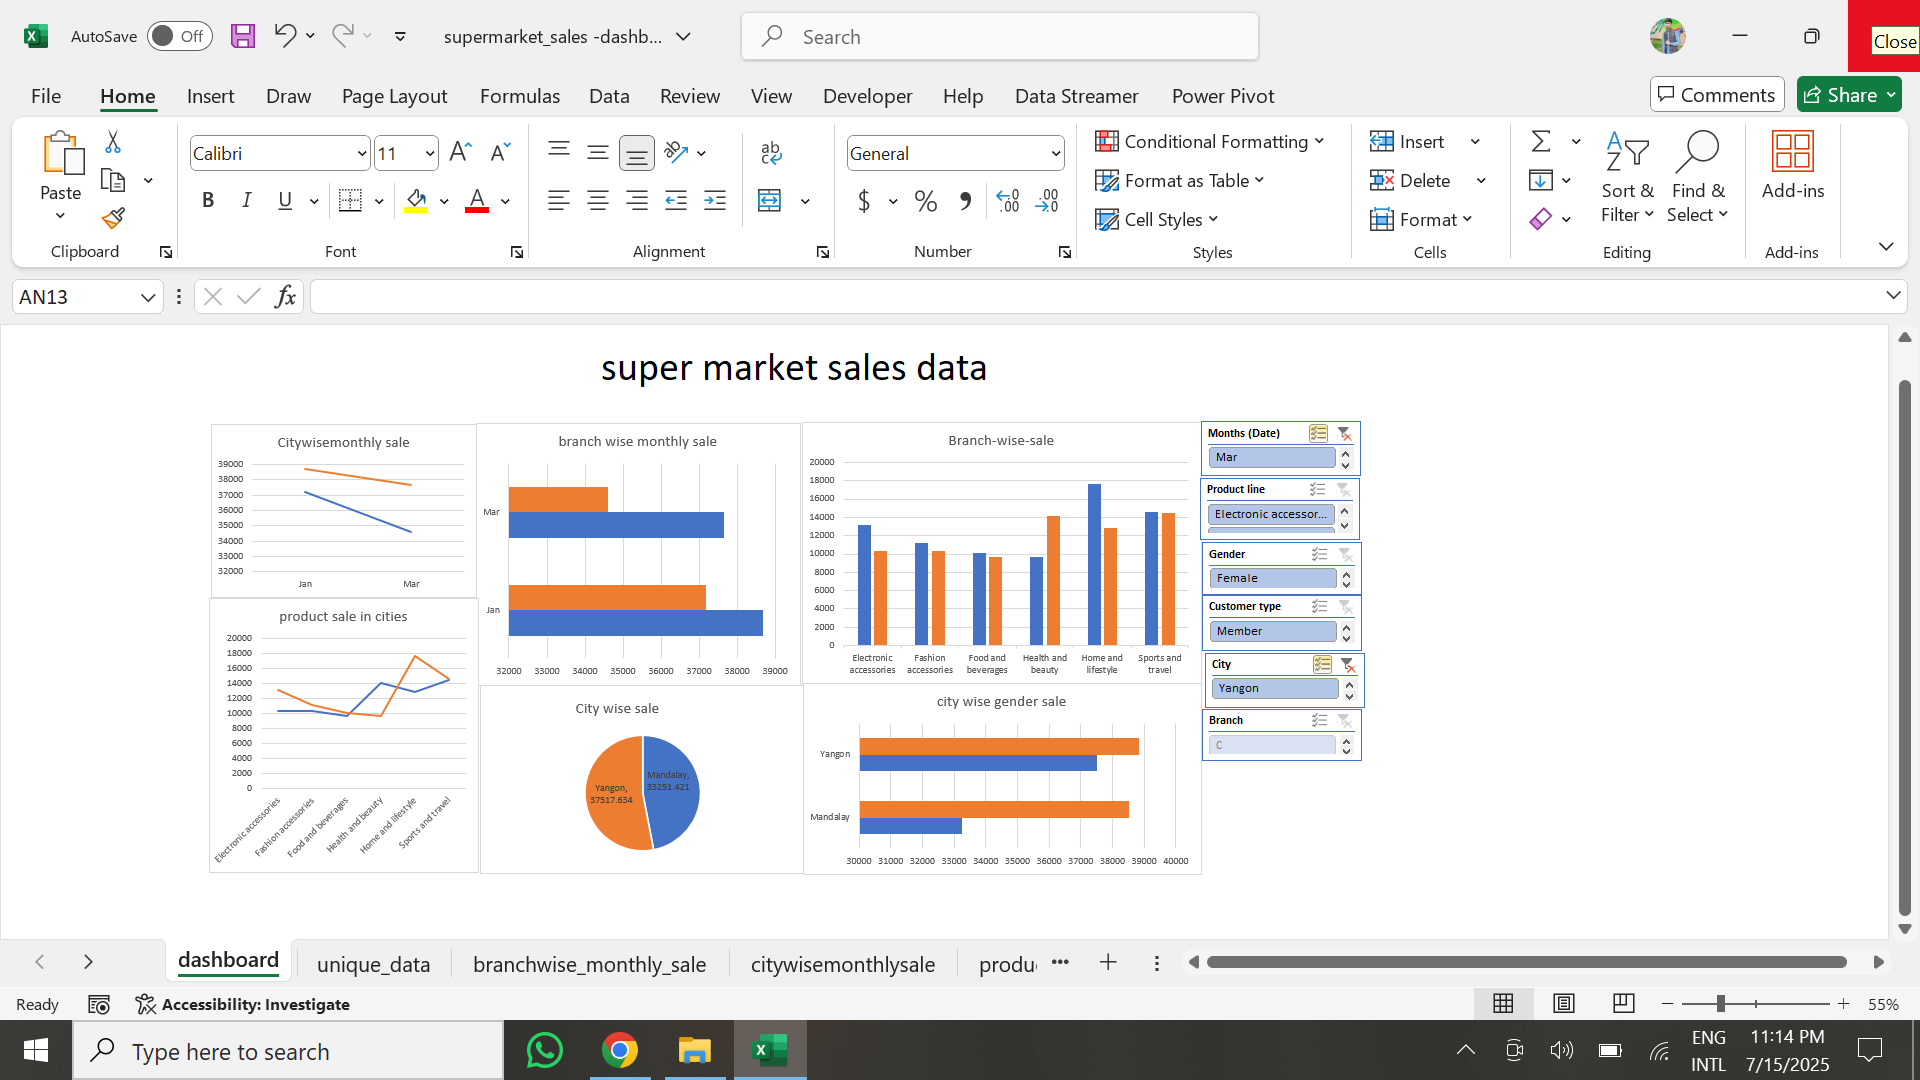 AutoSave Off supermarket_sales -dashb... Search Close
File Home Insert Draw Page Layout Formulas Data Review View Developer Help Data Streamer Power Pivot Comments Share
Paste
Clipboard
Calibri 11
B I U A
Font
ab
Alignment
General
$ % .00
Number
Conditional Formatting
Format as Table
Cell Styles
Styles
Insert
Delete
Format
Cells
Sort & Filter
Find & Select
Editing
Add-ins
Add-ins
AN13 fx
super market sales data
Citywisemonthly sale
39000
38000
37000
36000
35000
34000
33000
32000
Jan Mar
branch wise monthly sale
Mar
Jan
32000 33000 34000 35000 36000 37000 38000 39000
Branch-wise-sale
20000
18000
16000
14000
12000
10000
8000
6000
4000
2000
0
Electronic accessories Fashion accessories Food and beverages Health and beauty Home and lifestyle Sports and travel
product sale in cities
20000
18000
16000
14000
12000
10000
8000
6000
4000
2000
0
Electronic accessories
Fashion accessories
Food and beverages
Health and beauty
Home and lifestyle
Sports and travel
City wise sale
Yangon, 37517.634
Mandalay, 33251.421
city wise gender sale
Yangon
Mandalay
30000 31000 32000 33000 34000 35000 36000 37000 38000 39000 40000
Months (Date)
Mar
Product line
Electronic accessor...
Gender
Female
Customer type
Member
City
Yangon
Branch
C
dashboard unique_data branchwise_monthly_sale citywisemonthlysale produc ...
Ready Accessibility: Investigate 55%
Type here to search ENG INTL 11:14 PM 7/15/2025